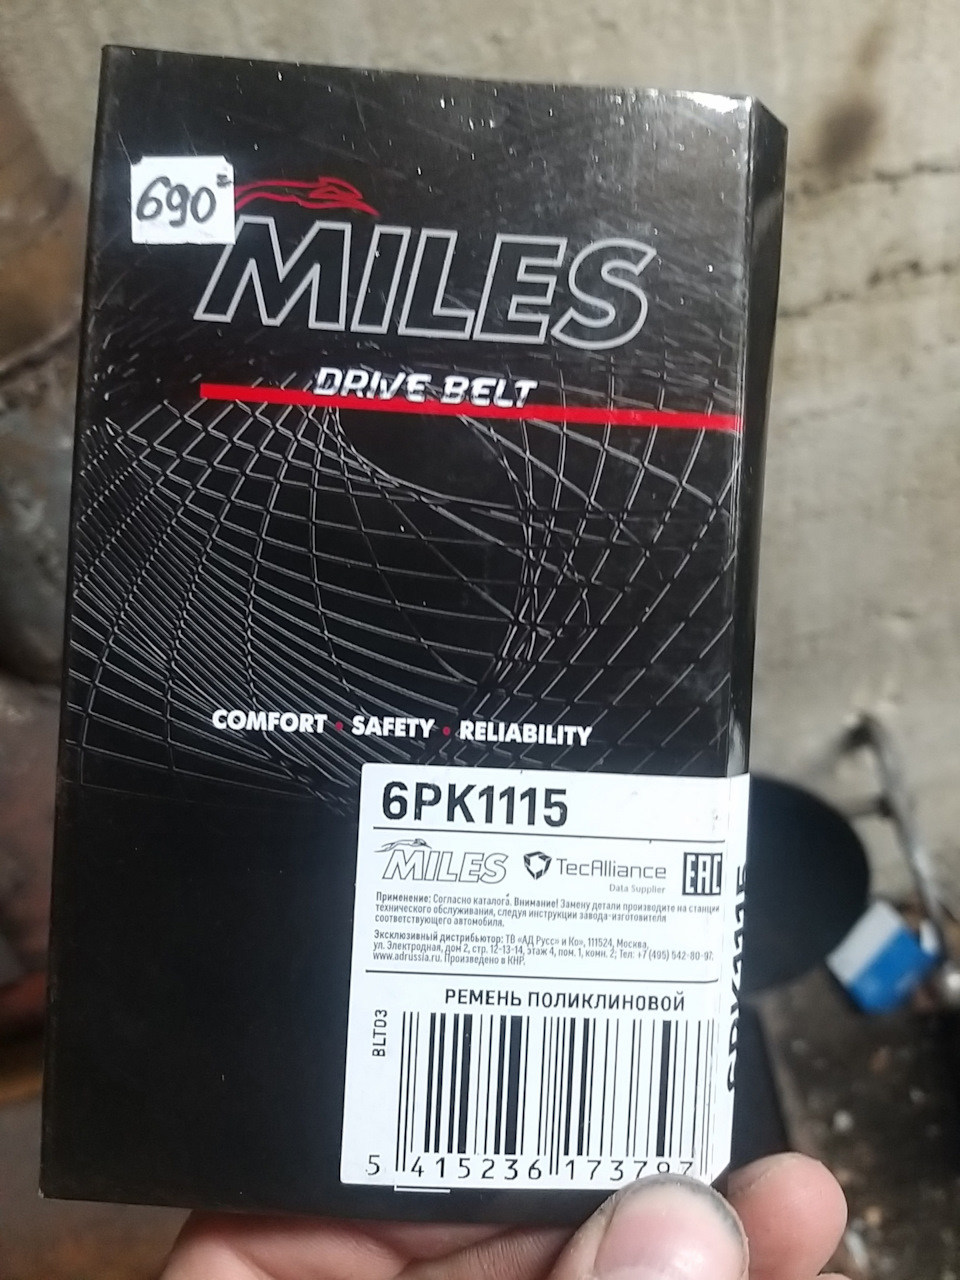 690=
MILES
DRIVE BELT
COMFORT • SAFETY • RELIABILITY
6PK1115
MILES TecAlliance EAC
Data Supplier
Применение: Согласно каталога. Внимание! Замену детали производите на станции
технического обслуживания, следуя инструкции завода-изготовителя
соответствующего автомобиля.
Эксклюзивный дистрибьютор: ТВ «АД Русс» и Ко», 111524, Москва,
ул. Электродная, дом 2, стр. 12-13-14, этаж 4, пом. 1, комн. 2; Тел: +7 (495) 542-80-97;
www.adrussia.ru. Произведено в КНР.
РЕМЕНЬ ПОЛИКЛИНОВОЙ
BLT03
5 415236 173797
6PK1115